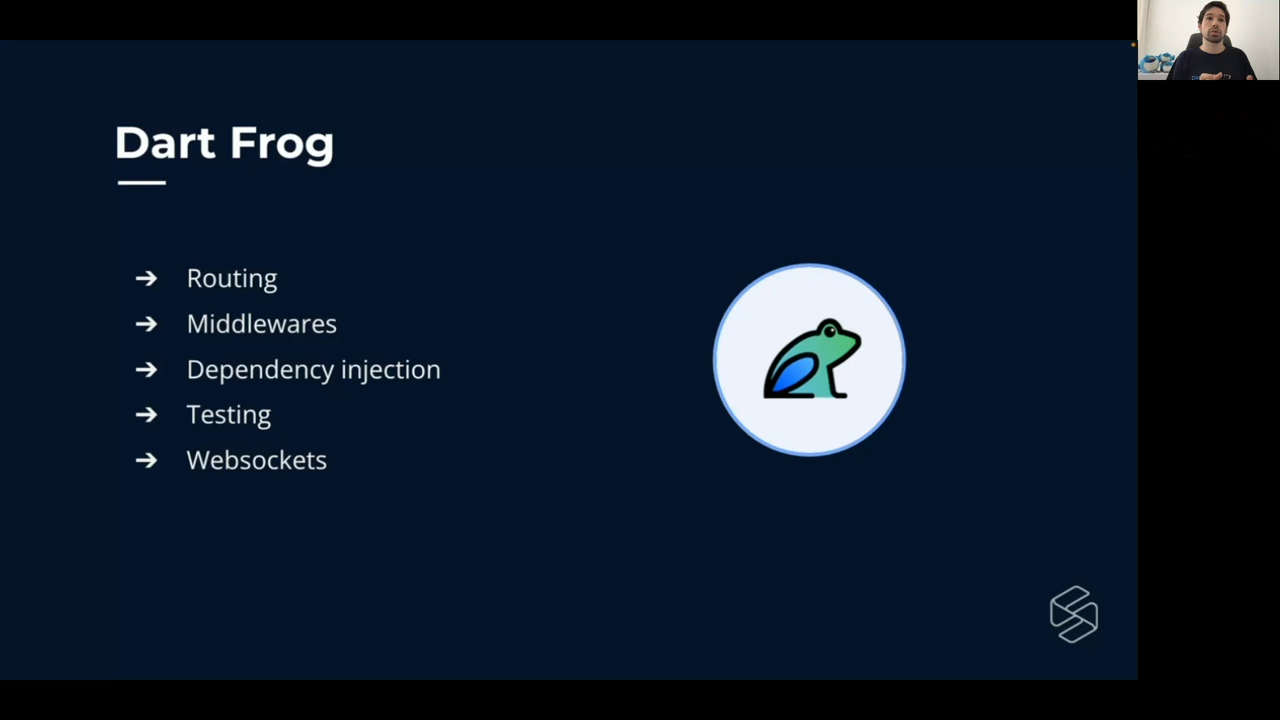 Dart Frog
➔ Routing
➔ Middlewares
➔ Dependency injection
➔ Testing
➔ Websockets